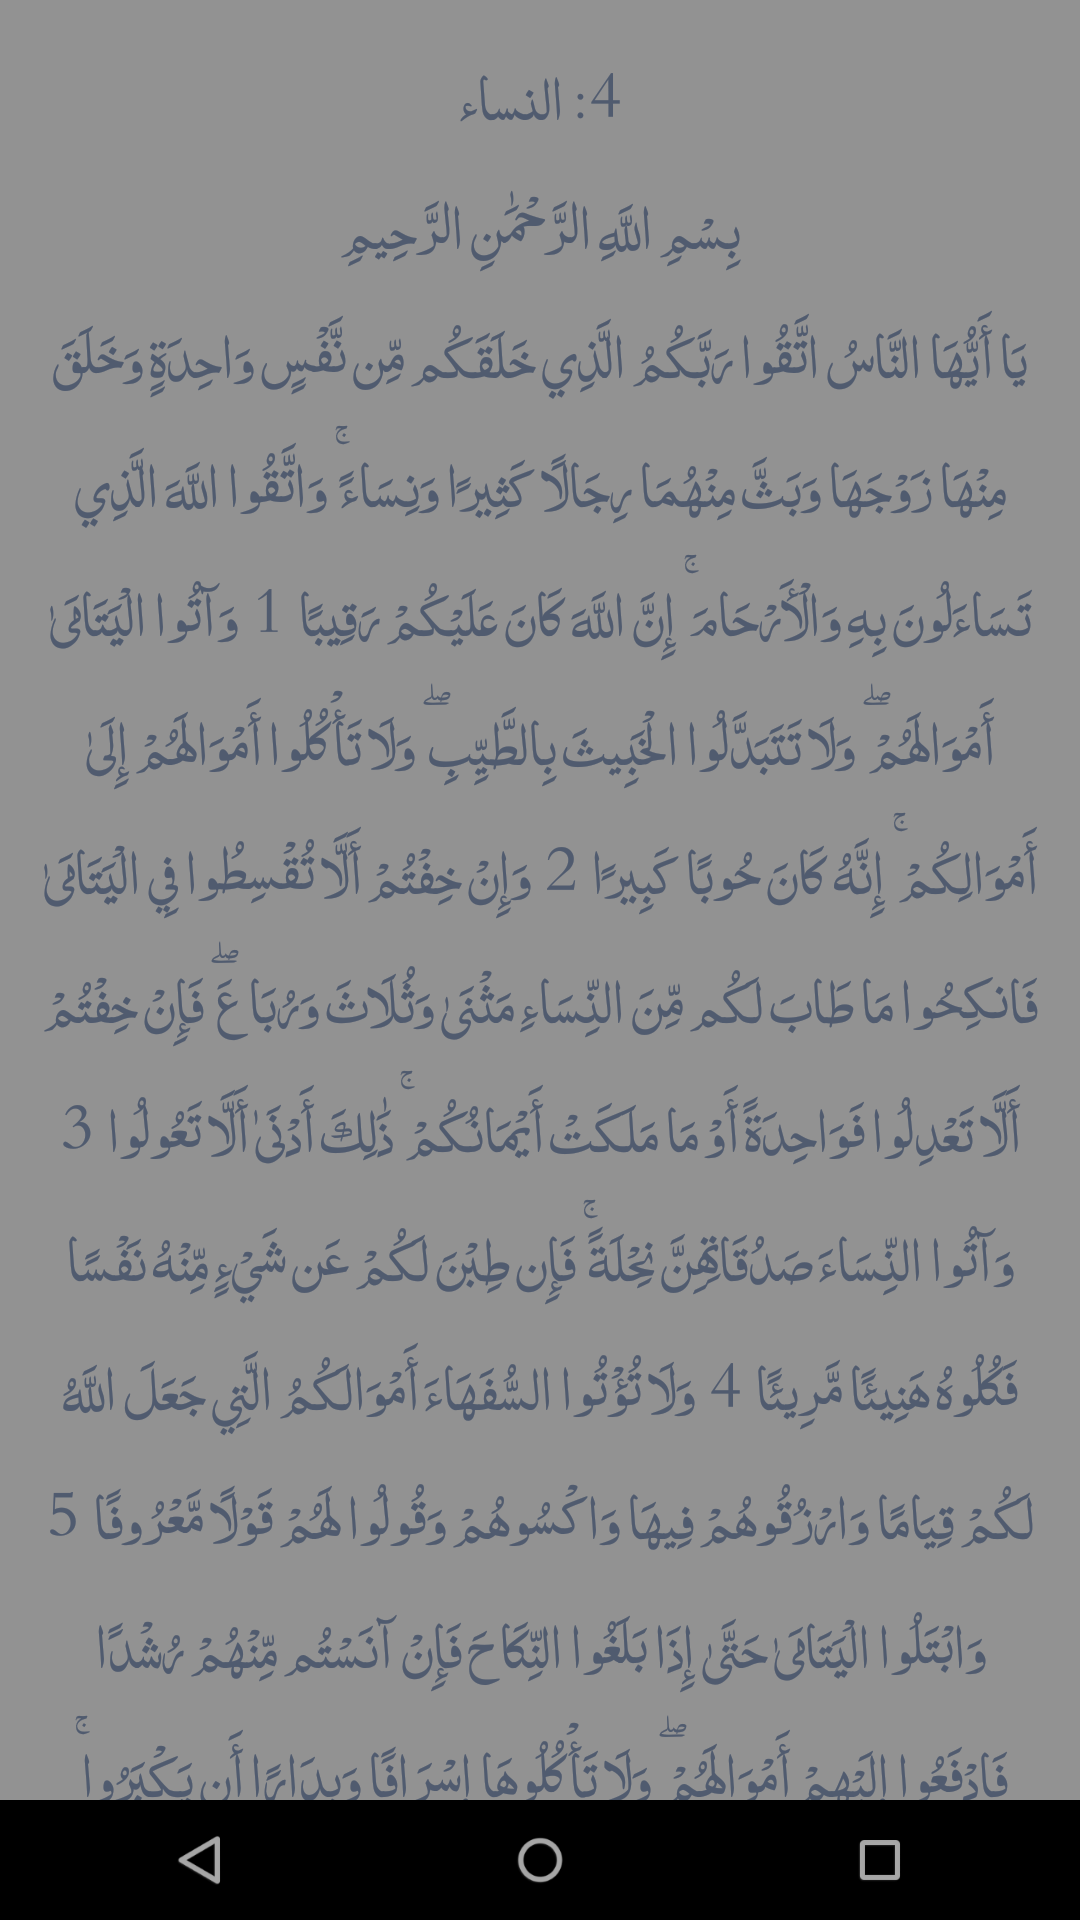 4: النساء
بِسْمِ اللَّهِ الرَّحْمَٰنِ الرَّحِيمِ
يَا أَيُّهَا النَّاسُ اتَّقُوا رَبَّكُمُ الَّذِي خَلَقَكُم مِّن نَّفْسٍ وَاحِدَةٍ وَخَلَقَ
مِنْهَا زَوْجَهَا وَبَثَّ مِنْهُمَا رِجَالًا كَثِيرًا وَنِسَاءً ۚ وَاتَّقُوا اللَّهَ الَّذِي
تَسَاءَلُونَ بِهِ وَالْأَرْحَامَ ۚ إِنَّ اللَّهَ كَانَ عَلَيْكُمْ رَقِيبًا 1 وَآتُوا الْيَتَامَىٰ
أَمْوَالَهُمْ ۖ وَلَا تَتَبَدَّلُوا الْخَبِيثَ بِالطَّيِّبِ ۖ وَلَا تَأْكُلُوا أَمْوَالَهُمْ إِلَىٰ
أَمْوَالِكُمْ ۚ إِنَّهُ كَانَ حُوبًا كَبِيرًا 2 وَإِنْ خِفْتُمْ أَلَّا تُقْسِطُوا فِي الْيَتَامَىٰ
فَانكِحُوا مَا طَابَ لَكُم مِّنَ النِّسَاءِ مَثْنَىٰ وَثُلَاثَ وَرُبَاعَ ۖ فَإِنْ خِفْتُمْ
أَلَّا تَعْدِلُوا فَوَاحِدَةً أَوْ مَا مَلَكَتْ أَيْمَانُكُمْ ۚ ذَٰلِكَ أَدْنَىٰ أَلَّا تَعُولُوا 3
وَآتُوا النِّسَاءَ صَدُقَاتِهِنَّ نِحْلَةً ۚ فَإِن طِبْنَ لَكُمْ عَن شَيْءٍ مِّنْهُ نَفْسًا
فَكُلُوهُ هَنِيئًا مَّرِيئًا 4 وَلَا تُؤْتُوا السُّفَهَاءَ أَمْوَالَكُمُ الَّتِي جَعَلَ اللَّهُ
لَكُمْ قِيَامًا وَارْزُقُوهُمْ فِيهَا وَاكْسُوهُمْ وَقُولُوا لَهُمْ قَوْلًا مَّعْرُوفًا 5
وَابْتَلُوا الْيَتَامَىٰ حَتَّىٰ إِذَا بَلَغُوا النِّكَاحَ فَإِنْ آنَسْتُم مِّنْهُمْ رُشْدًا
فَادْفَعُوا إِلَيْهِمْ أَمْوَالَهُمْ ۖ وَلَا تَأْكُلُوهَا إِسْرَافًا وَبِدَارًا أَن يَكْبَرُوا ۚ